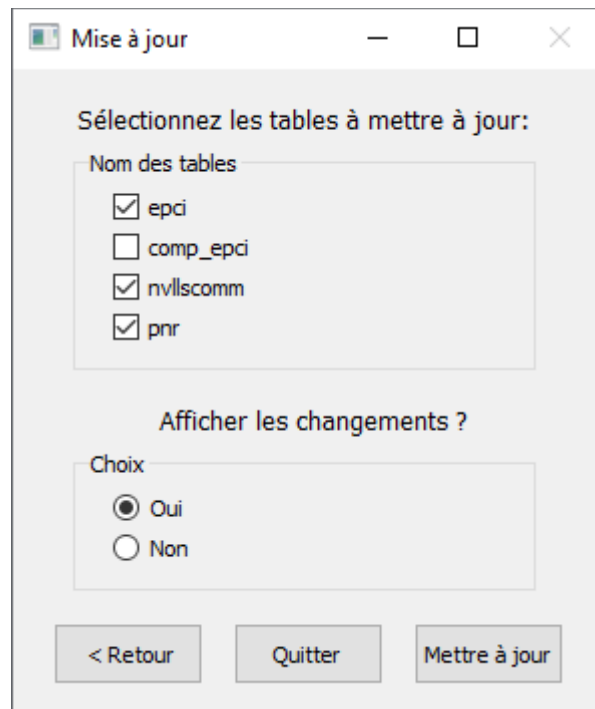 Mise à jour
Sélectionnez les tables à mettre à jour:
Nom des tables
epci
comp_epci
nvllscomm
pnr
Afficher les changements ?
Choix
Oui
Non
< Retour Quitter Mettre à jour